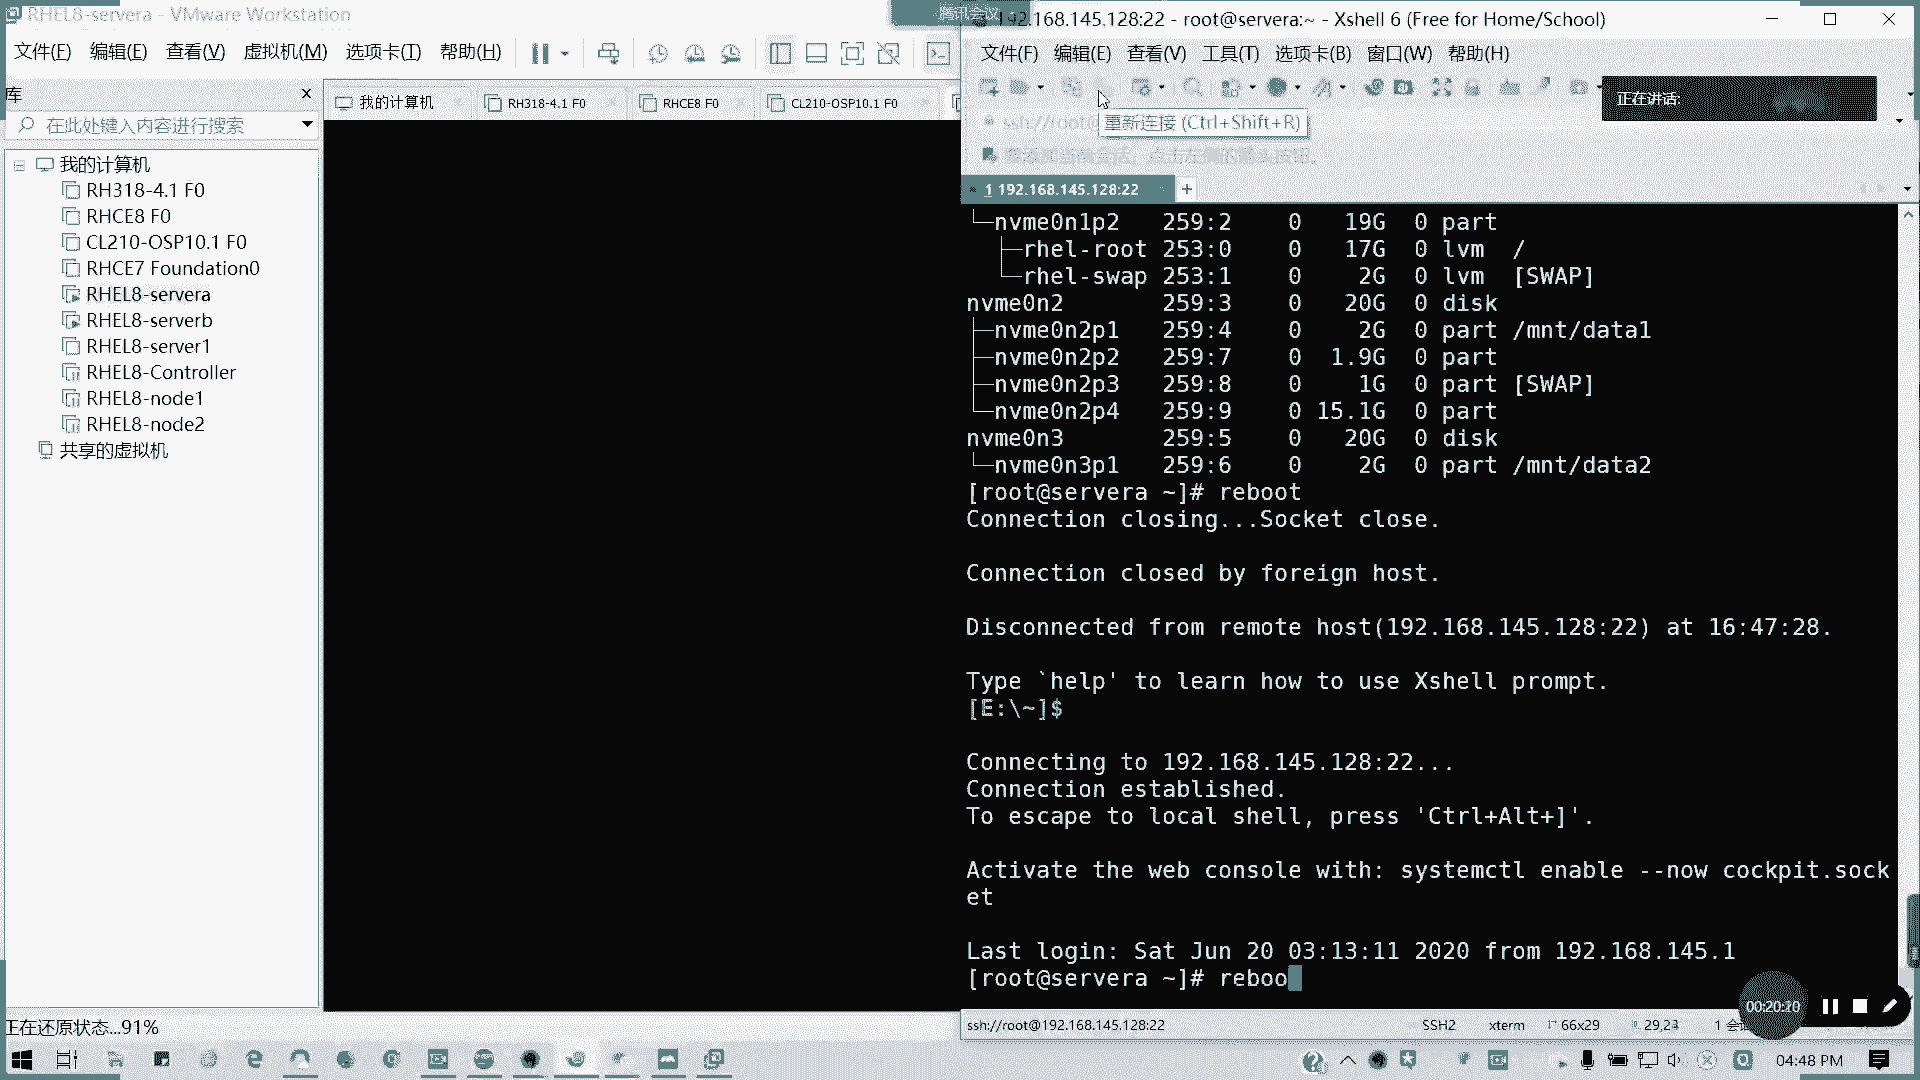 RHEL8-servera - VMware Workstation
文件(F) 编辑(E) 查看(V) 虚拟机(M) 选项卡(T) 帮助(H)
库
在此处键入内容进行搜索
我的计算机
RH318-4.1 F0
RHCE8 F0
CL210-OSP10.1 F0
RHCE7 Foundation0
RHEL8-servera
RHEL8-serverb
RHEL8-server1
RHEL8-Controller
RHEL8-node1
RHEL8-node2
共享的虚拟机
我的计算机
RH318-4.1 F0
RHCE8 F0
CL210-OSP10.1 F0
正在还原状态...91%
腾讯会议
192.168.145.128:22 - root@servera:~ - Xshell 6 (Free for Home/School)
文件(F) 编辑(E) 查看(V) 工具(T) 选项卡(B) 窗口(W) 帮助(H)
正在讲话:
ssh://root@
重新连接 (Ctrl+Shift+R)
要添加当前会话，点击左侧的箭头按钮。
1 192.168.145.128:22
+
└─nvme0n1p2 259:2 0 19G 0 part
├─rhel-root 253:0 0 17G 0 lvm /
└─rhel-swap 253:1 0 2G 0 lvm [SWAP]
nvme0n2 259:3 0 20G 0 disk
├─nvme0n2p1 259:4 0 2G 0 part /mnt/data1
├─nvme0n2p2 259:7 0 1.9G 0 part
├─nvme0n2p3 259:8 0 1G 0 part [SWAP]
└─nvme0n2p4 259:9 0 15.1G 0 part
nvme0n3 259:5 0 20G 0 disk
└─nvme0n3p1 259:6 0 2G 0 part /mnt/data2
[root@servera ~]# reboot
Connection closing...Socket close.
Connection closed by foreign host.
Disconnected from remote host(192.168.145.128:22) at 16:47:28.
Type `help' to learn how to use Xshell prompt.
[E:\~]$
Connecting to 192.168.145.128:22...
Connection established.
To escape to local shell, press 'Ctrl+Alt+]'.
Activate the web console with: systemctl enable --now cockpit.sock
et
Last login: Sat Jun 20 03:13:11 2020 from 192.168.145.1
[root@servera ~]# reboo
00:20:20
ssh://root@192.168.145.128:22 SSH2 xterm 66x29 29,23 1 会
04:48 PM